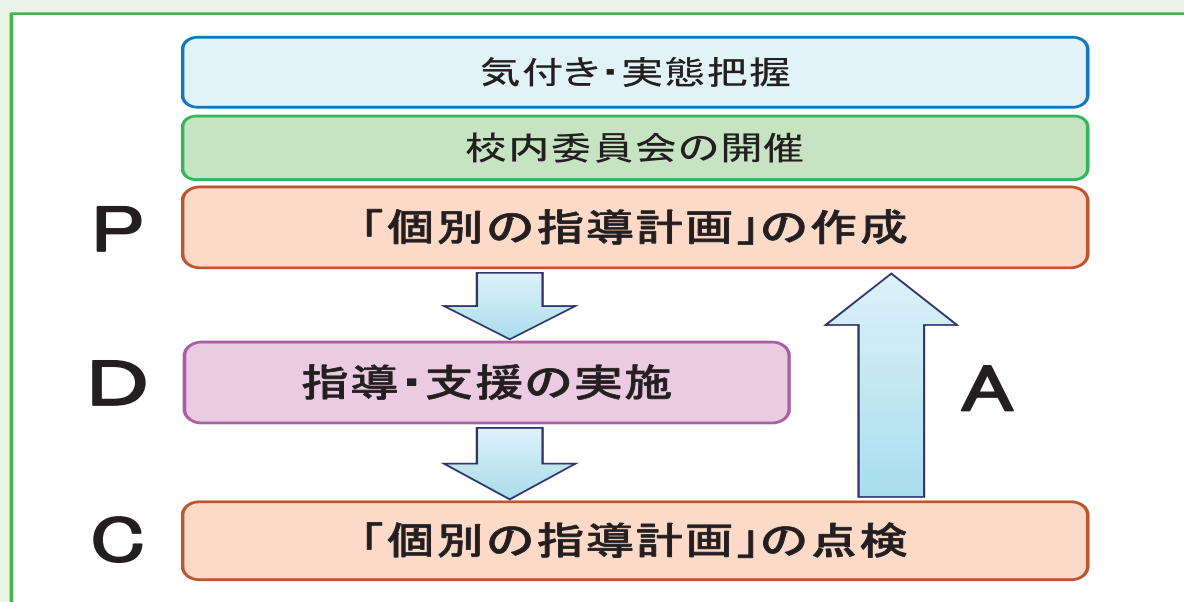 気付き・実態把握
校内委員会の開催
P
「個別の指導計画」の作成
D
指導・支援の実施
A
C
「個別の指導計画」の点検